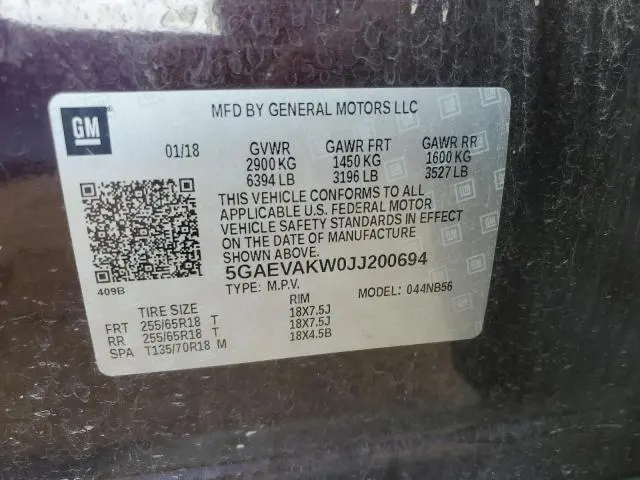 GM
MFD BY GENERAL MOTORS LLC
01/18 GVWR GAWR FRT GAWR RR
2900 KG 1450 KG 1600 KG
6394 LB 3196 LB 3527 LB
THIS VEHICLE CONFORMS TO ALL
APPLICABLE U.S. FEDERAL MOTOR
VEHICLE SAFETY STANDARDS IN EFFECT
ON THE DATE OF MANUFACTURE
SHOWN ABOVE.
409B
5GAEVAKW0JJ200694
TYPE: M.P.V. MODEL: 044NB56
TIRE SIZE RIM
FRT 255/65R18 T 18X7.5J
RR 255/65R18 T 18X7.5J
SPA T135/70R18 M 18X4.5B